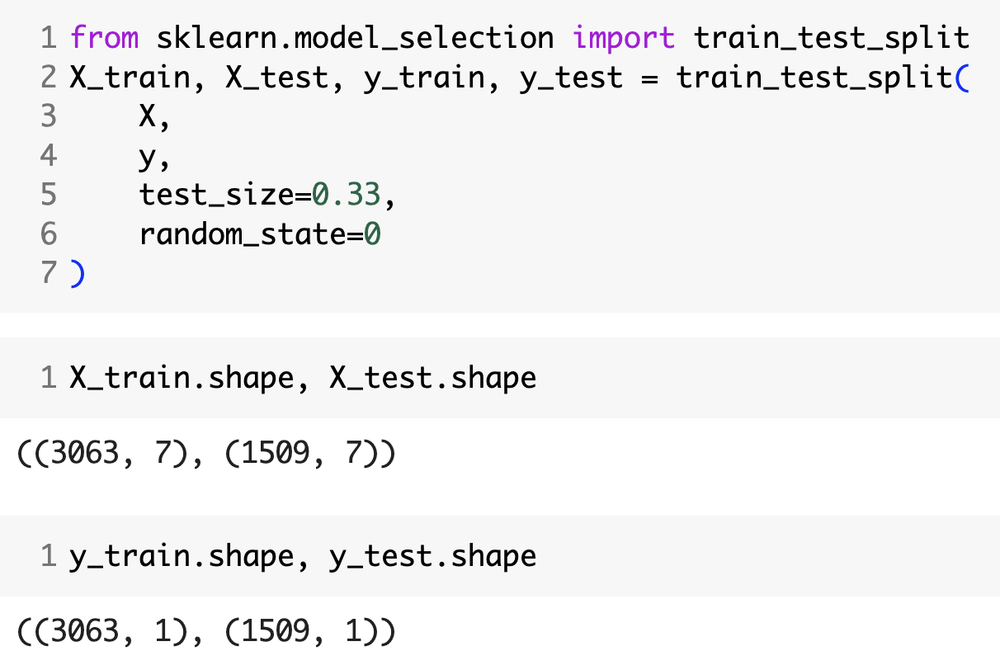 1 from sklearn.model_selection import train_test_split
2 X_train, X_test, y_train, y_test = train_test_split(
3     X,
4     y,
5     test_size=0.33,
6     random_state=0
7 )
1 X_train.shape, X_test.shape
((3063, 7), (1509, 7))
1 y_train.shape, y_test.shape
((3063, 1), (1509, 1))